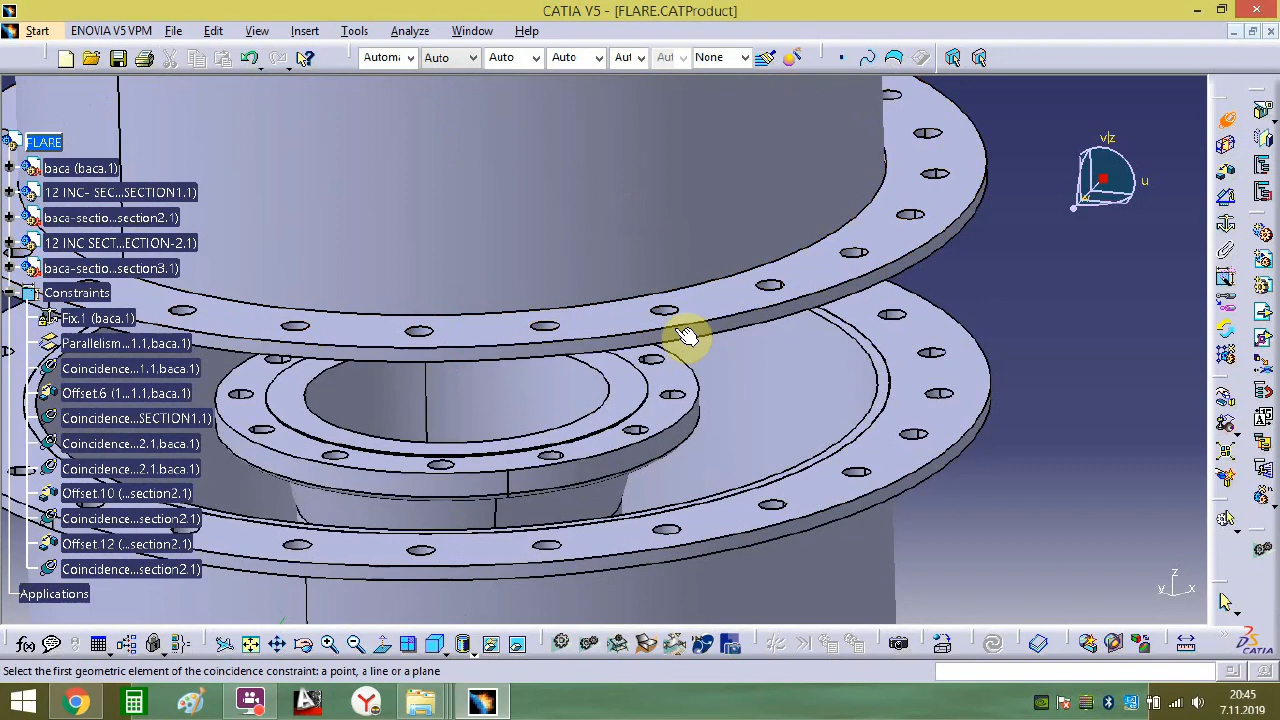 CATIA V5 - [FLARE.CATProduct]
Start ENOVIA V5 VPM File Edit View Insert Tools Analyze Window Help
Automa Auto Auto Auto Aut Aut None
FLARE
baca (baca.1)
12 INC- SEC...SECTION1.1)
baca-sectio...section2.1)
12 INC SECT...ECTION-2.1)
baca-sectio...section3.1)
Constraints
Fix.1 (baca.1)
Parallelism...1.1,baca.1)
Coincidence...1.1,baca.1)
Offset.6 (1...1.1,baca.1)
Coincidence...SECTION1.1)
Coincidence...2.1,baca.1)
Coincidence...2.1,baca.1)
Offset.10 (...section2.1)
Coincidence...section2.1)
Offset.12 (...section2.1)
Coincidence...section2.1)
Applications
v|z
u
w
z
y x
CATIA
Select the first geometric element of the coincidence constraint: a point, a line or a plane
20:45
7.11.2019